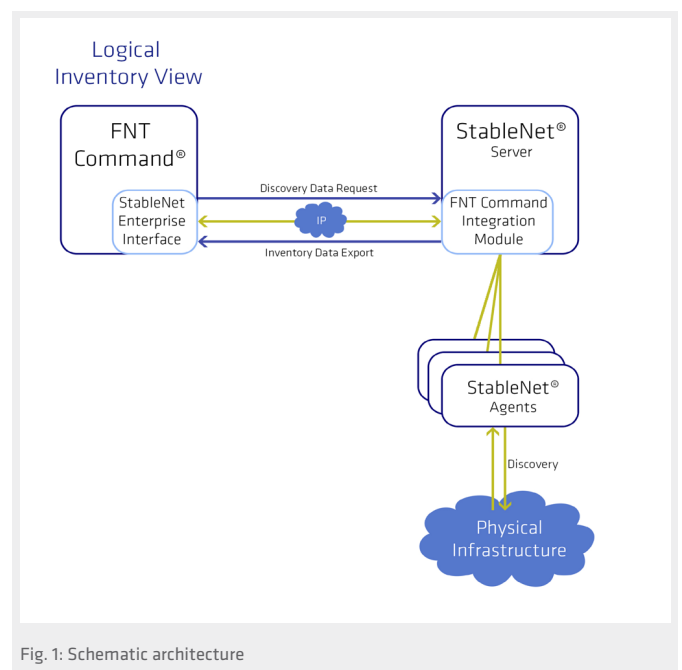 Logical
Inventory View
FNT
Command®
StableNet
Enterprise
Interface
Discovery Data Request
IP
Inventory Data Export
StableNet®
Server
FNT Command
Integration
Module
StableNet®
Agents
Discovery
Physical
Infrastructure
Fig. 1: Schematic architecture